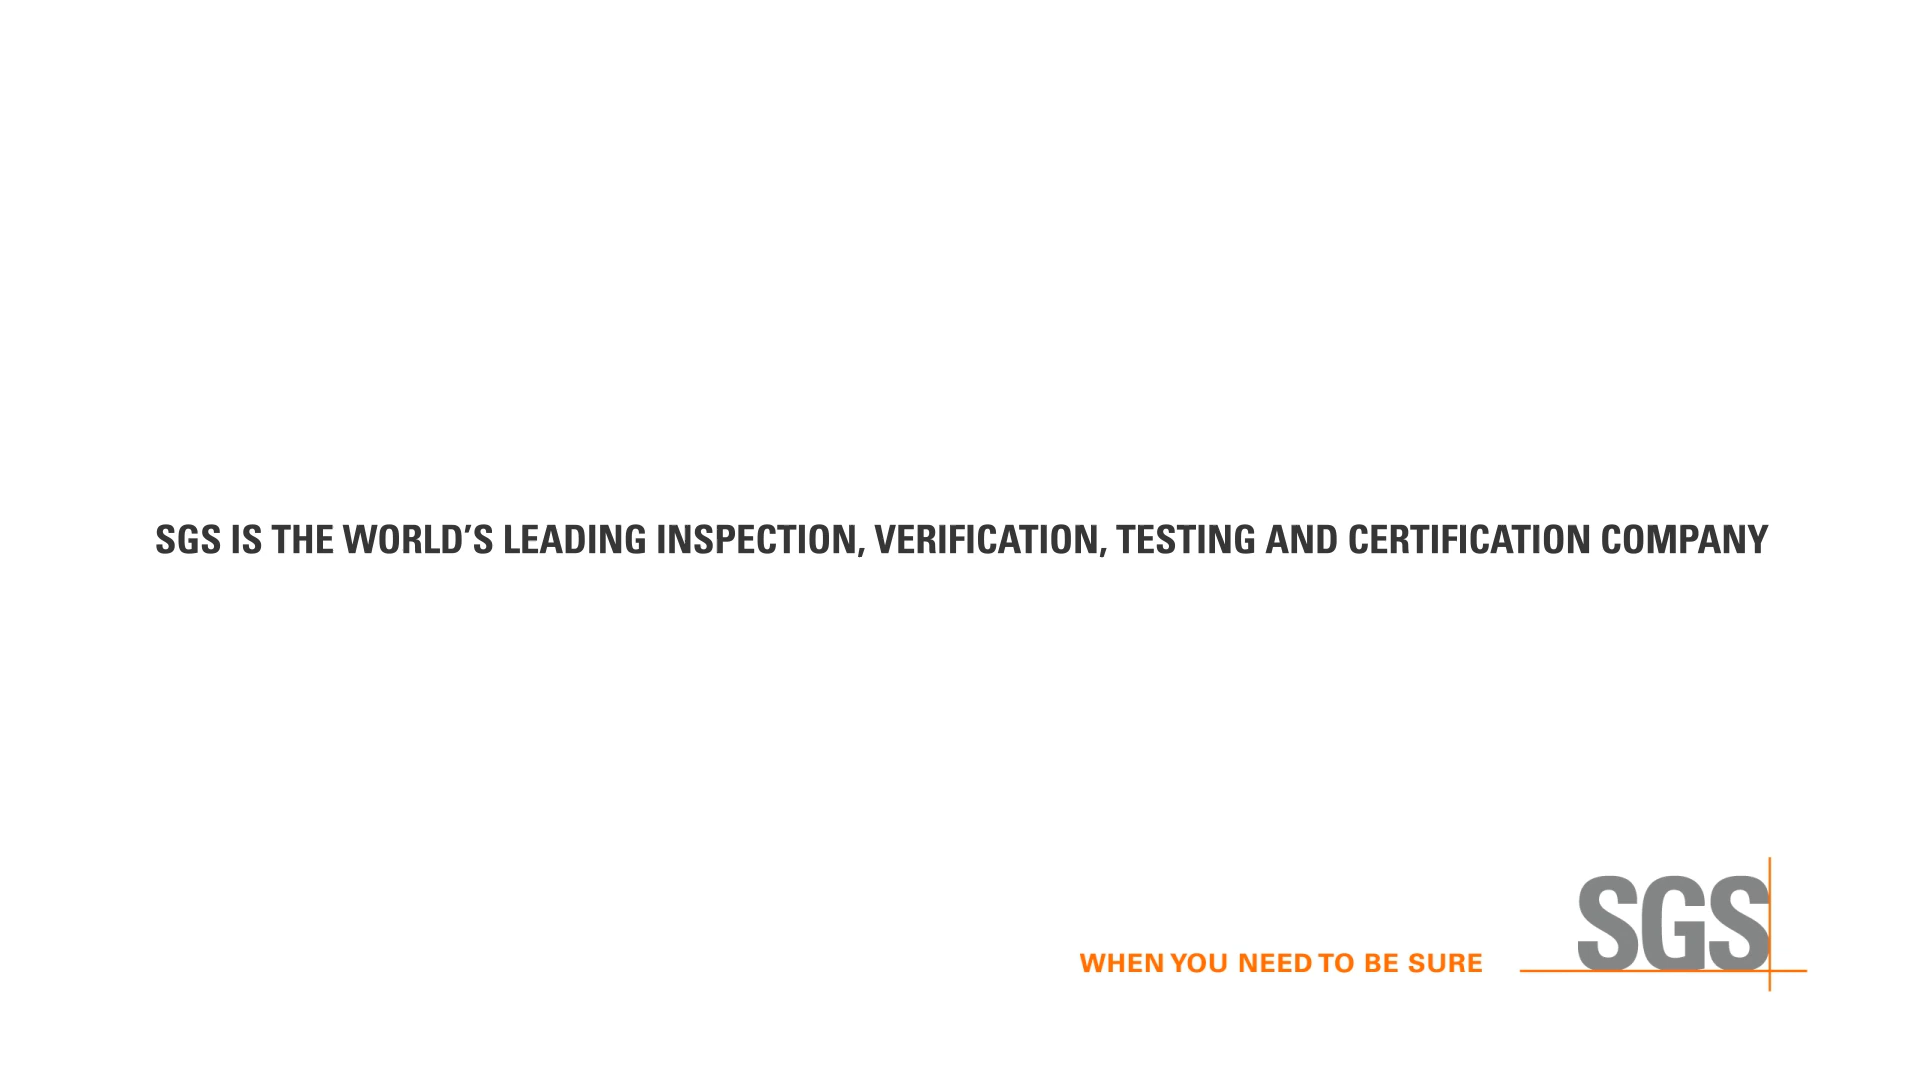 SGS IS THE WORLD’S LEADING INSPECTION, VERIFICATION, TESTING AND CERTIFICATION COMPANY
SGS
WHEN YOU NEED TO BE SURE